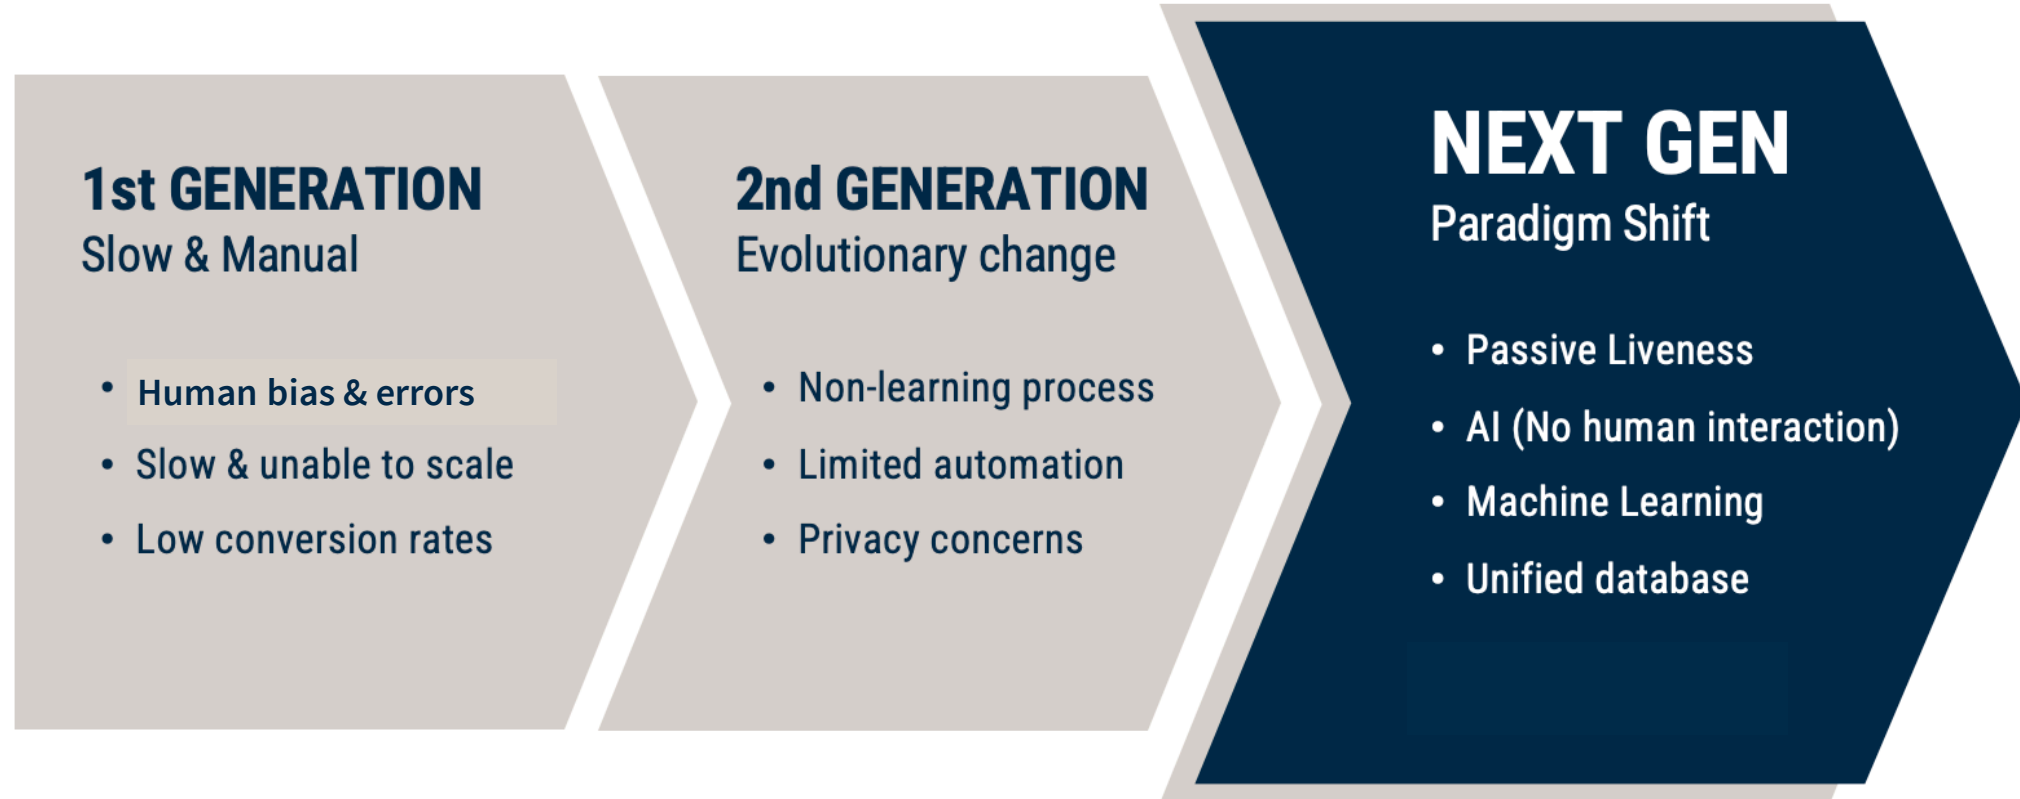 1st GENERATION
Slow & Manual
• Human bias & errors
• Slow & unable to scale
• Low conversion rates
2nd GENERATION
Evolutionary change
• Non-learning process
• Limited automation
• Privacy concerns
NEXT GEN
Paradigm Shift
• Passive Liveness
• AI (No human interaction)
• Machine Learning
• Unified database